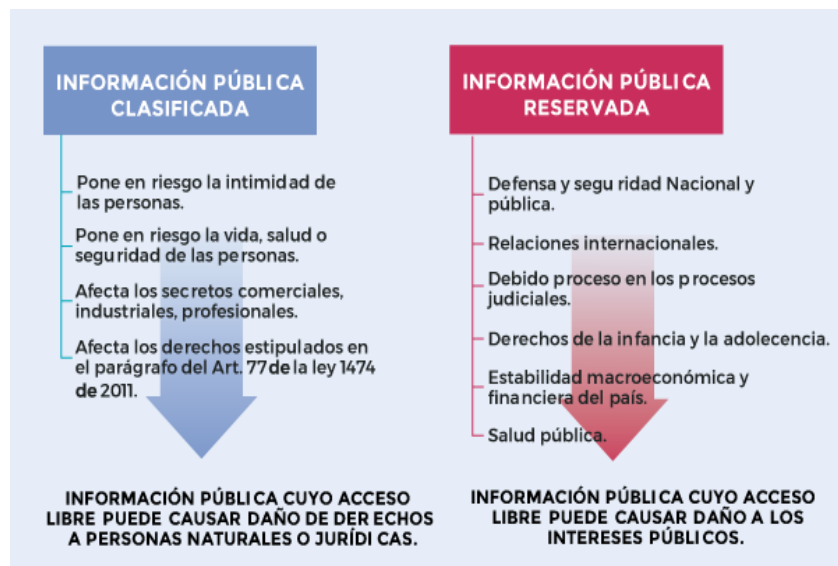 INFORMACIÓN PÚBLICA
CLASIFICADA
Pone en riesgo la intimidad de
las personas.
Pone en riesgo la vida, salud o
seguridad de las personas.
Afecta los secretos comerciales,
industriales, profesionales.
Afecta los derechos estipulados en
el parágrafo del Art. 77 de la ley 1474
de 2011.
INFORMACIÓN PÚBLICA CUYO ACCESO
LIBRE PUEDE CAUSAR DAÑO DE DERECHOS
A PERSONAS NATURALES O JURÍDICAS.
INFORMACIÓN PÚBLICA
RESERVADA
Defensa y seguridad Nacional y
pública.
Relaciones internacionales.
Debido proceso en los procesos
judiciales.
Derechos de la infancia y la adolecencia.
Estabilidad macroeconómica y
financiera del país.
Salud pública.
INFORMACIÓN PÚBLICA CUYO ACCESO
LIBRE PUEDE CAUSAR DAÑO A LOS
INTERESES PÚBLICOS.